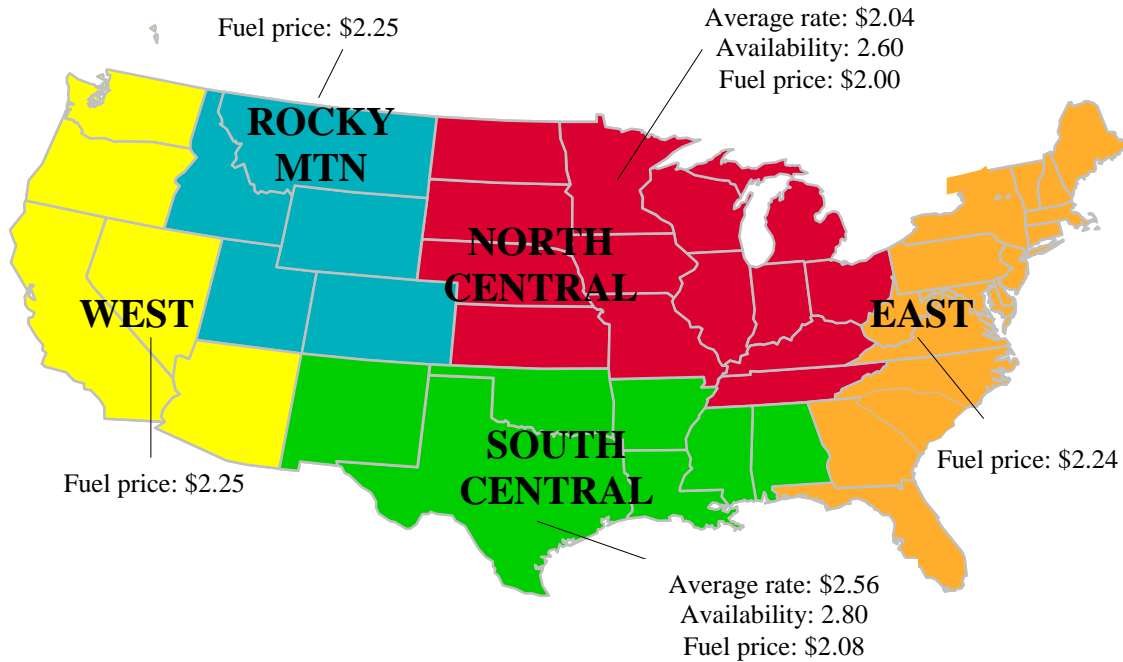 Fuel price: $2.25
Average rate: $2.04
Availability: 2.60
Fuel price: $2.00
ROCKY
MTN
NORTH
CENTRAL
WEST
EAST
SOUTH
CENTRAL
Fuel price: $2.25
Fuel price: $2.24
Average rate: $2.56
Availability: 2.80
Fuel price: $2.08